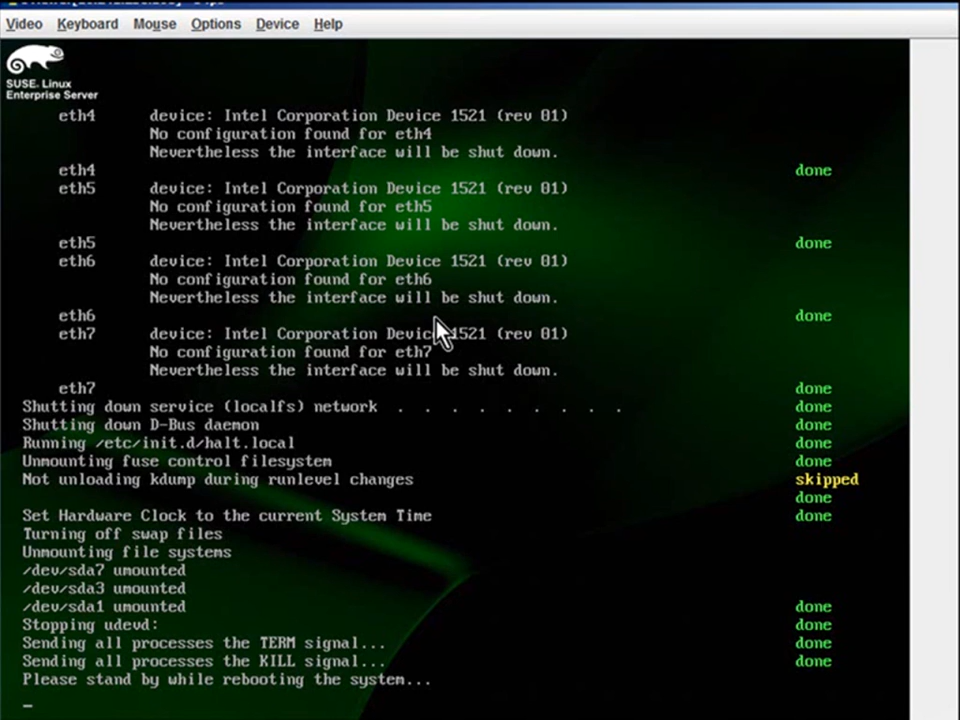 Video Keyboard Mouse Options Device Help
SUSE. Linux
Enterprise Server
eth4 device: Intel Corporation Device 1521 (rev 01)
No configuration found for eth4
Nevertheless the interface will be shut down.
eth4 done
eth5 device: Intel Corporation Device 1521 (rev 01)
No configuration found for eth5
Nevertheless the interface will be shut down.
eth5 done
eth6 device: Intel Corporation Device 1521 (rev 01)
No configuration found for eth6
Nevertheless the interface will be shut down.
eth6 done
eth7 device: Intel Corporation Device 1521 (rev 01)
No configuration found for eth7
Nevertheless the interface will be shut down.
eth7 done
Shutting down service (localfs) network . . . . . . . . . done
Shutting down D-Bus daemon done
Running /etc/init.d/halt.local done
Unmounting fuse control filesystem done
Not unloading kdump during runlevel changes skipped
done
Set Hardware Clock to the current System Time done
Turning off swap files
Unmounting file systems
/dev/sda7 umounted
/dev/sda3 umounted
/dev/sda1 umounted done
Stopping udevd: done
Sending all processes the TERM signal... done
Sending all processes the KILL signal... done
Please stand by while rebooting the system...